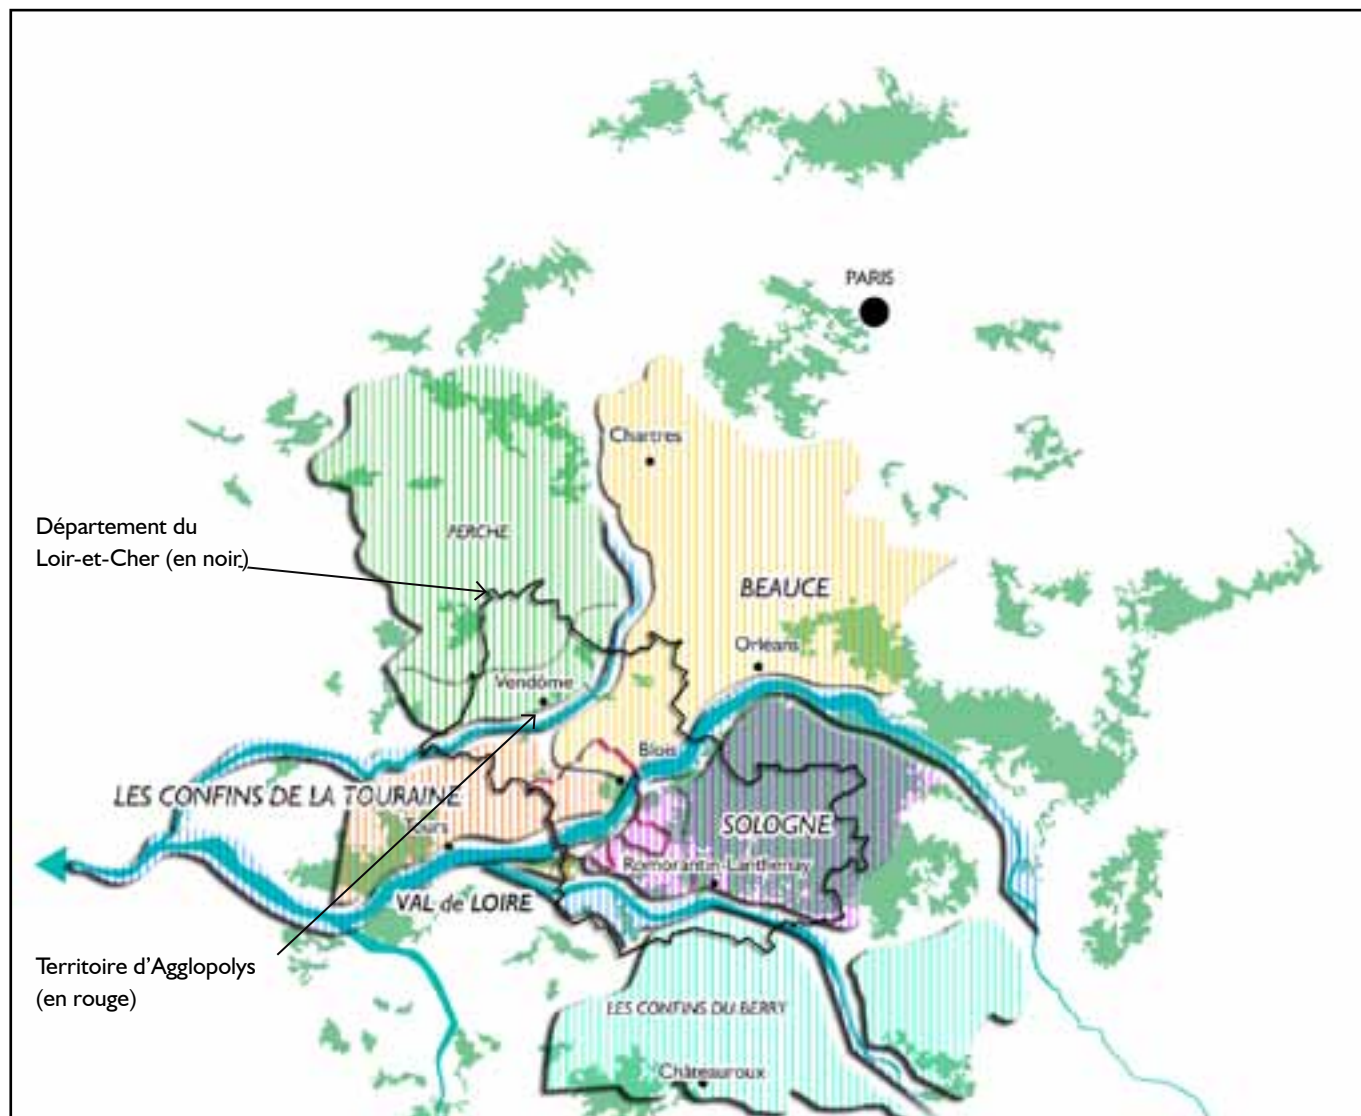 PARIS
Chartres
Département du
Loir-et-Cher (en noir)
PERCHE
BEAUCE
Orléans
Vendôme
Blois
LES CONFINS DE LA TOURAINE
Tours
SOLOGNE
Romorantin-Lanthenay
VAL de LOIRE
Territoire d'Agglopolys
(en rouge)
LES CONFINS DU BERRY
Châteauroux